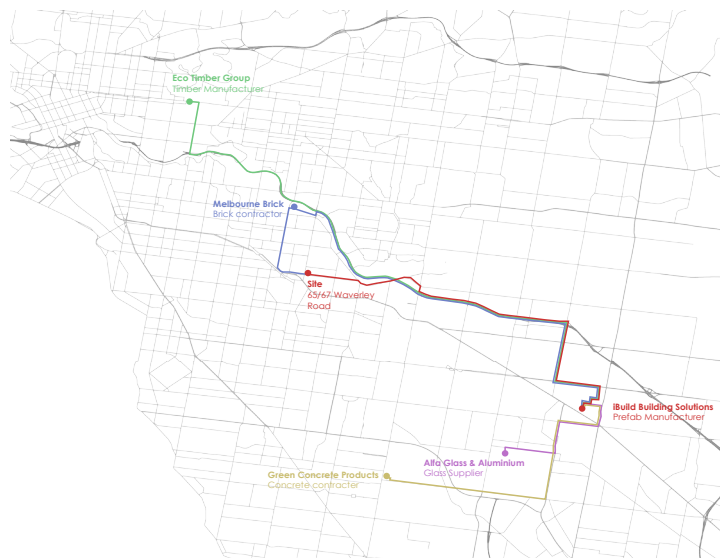 Eco Timber Group
Timber Manufacturer
Melbourne Brick
Brick contractor
Site
65/67 Waverley
Road
iBuild Building Solutions
Prefab Manufacturer
Alfa Glass & Aluminium
Glass Supplier
Green Concrete Products
Concrete contracter